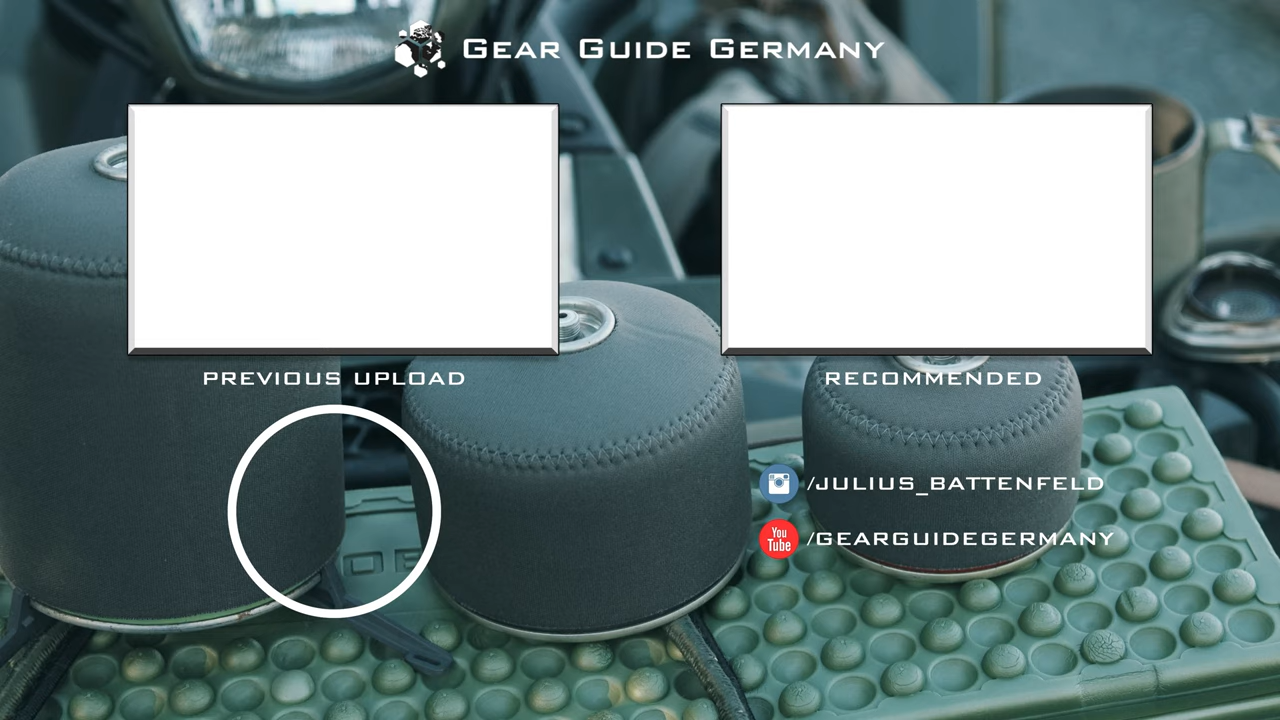 GEAR GUIDE GERMANY
PREVIOUS UPLOAD
RECOMMENDED
/JULIUS_BATTENFELD
You
Tube
/GEARGUIDEGERMANY